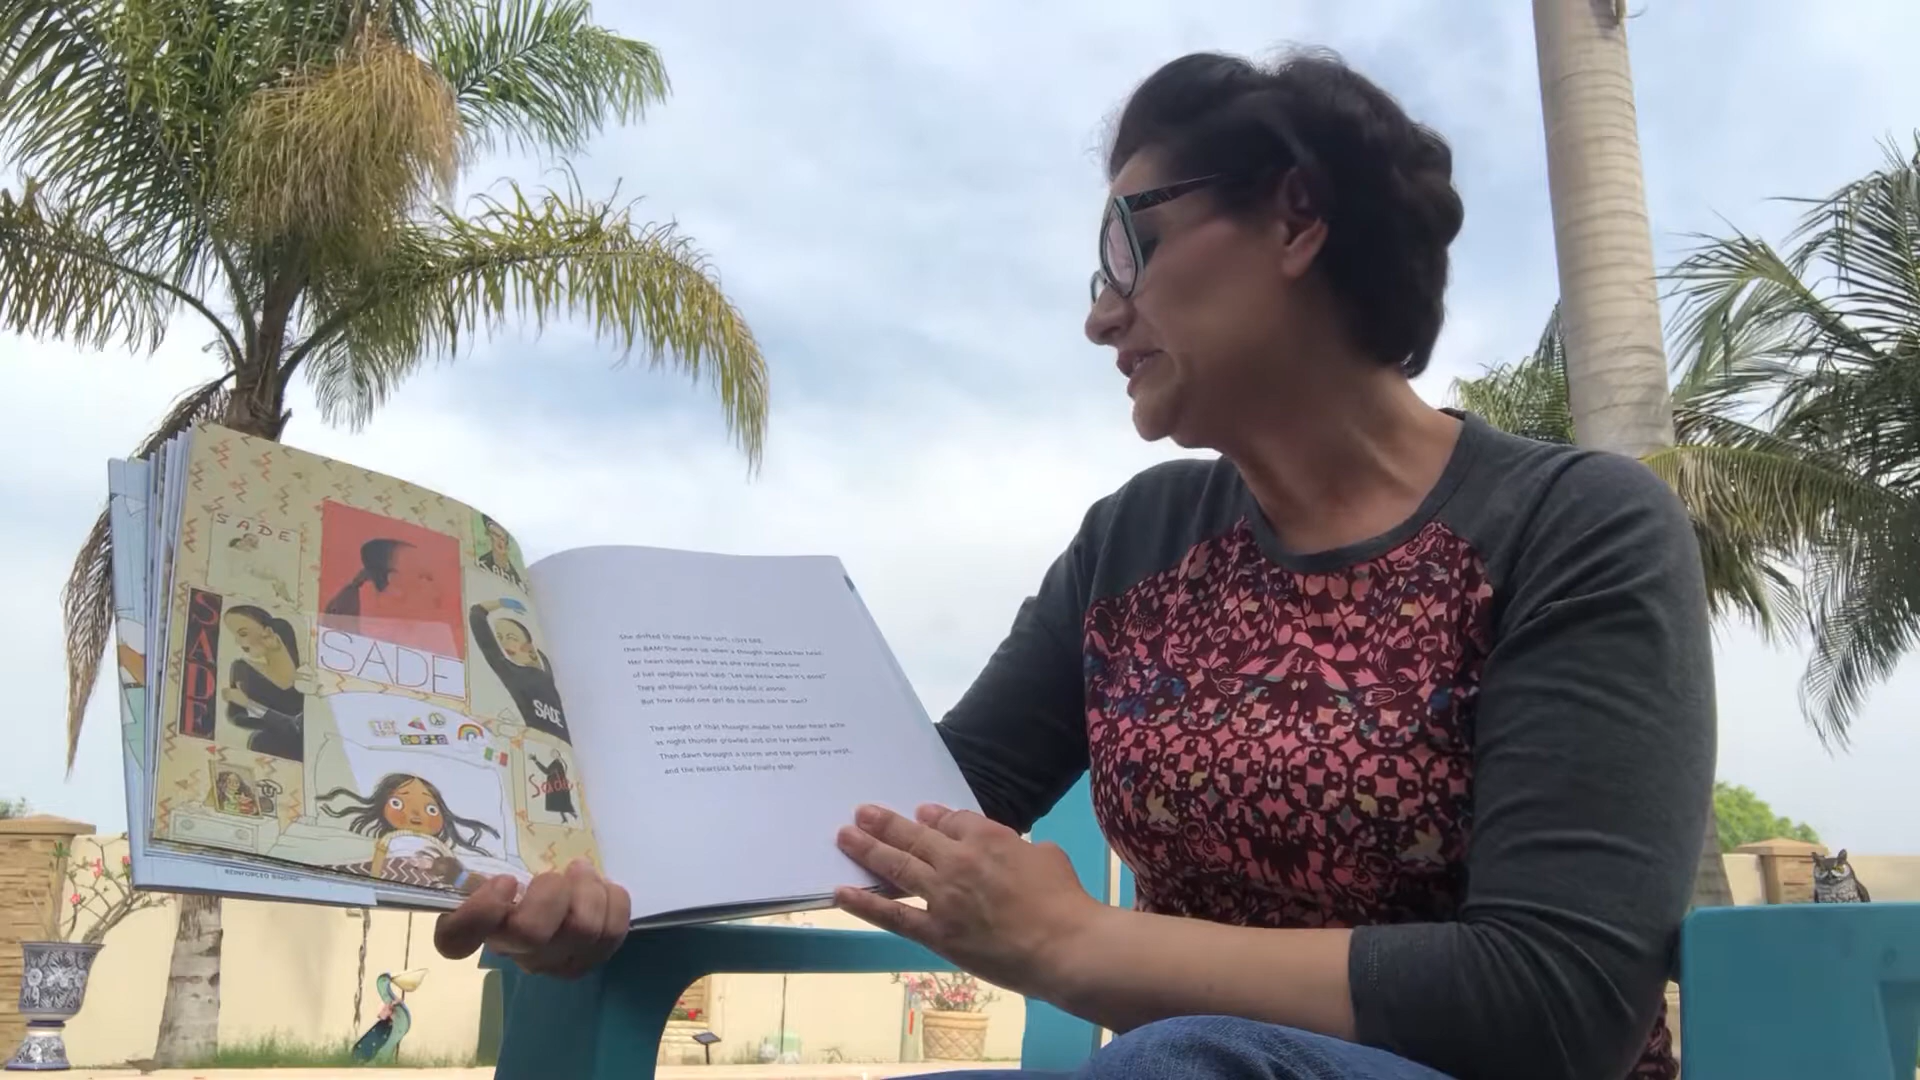 SADE
KAHLO
SADE
SADE
SADE
STAY
SOFIA
Sade
REINFORCED BINDING
She drifted to sleep in her soft, cozy bed,
then BAM! She woke up when a thought smacked her head.
Her heart skipped a beat as she realized each one
of her neighbors had said: "Let me know when it's done!"
They all thought Sofia could build it alone!
But how could one girl do so much on her own?
The weight of that thought made her tender heart ache
as night thunder growled and she lay wide awake.
Then dawn brought a storm and the gloomy sky wept,
and the heartsick Sofia finally slept.